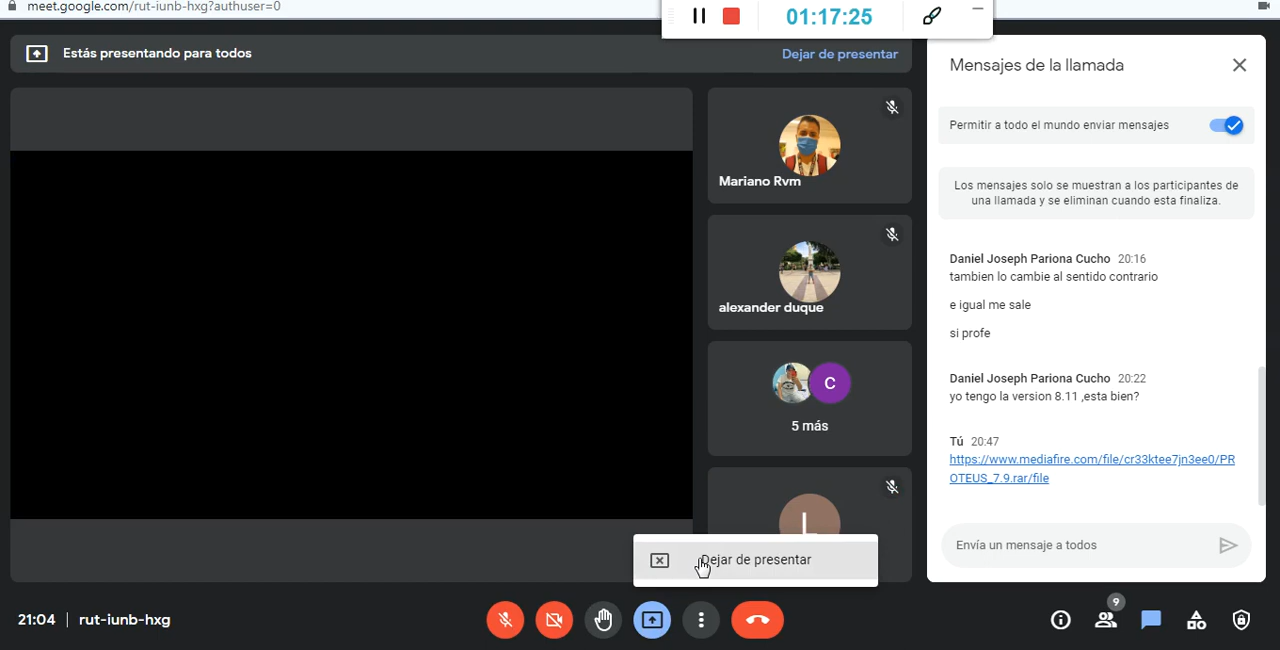 meet.google.com/rut-iunb-hxg?authuser=0
01:17:25
Estás presentando para todos
Dejar de presentar
Mariano Rvm
alexander duque
C
5 más
L
Dejar de presentar
21:04 | rut-iunb-hxg
Mensajes de la llamada
Permitir a todo el mundo enviar mensajes
Los mensajes solo se muestran a los participantes de
una llamada y se eliminan cuando esta finaliza.
Daniel Joseph Pariona Cucho 20:16
tambien lo cambie al sentido contrario
e igual me sale
si profe
Daniel Joseph Pariona Cucho 20:22
yo tengo la version 8.11 ,esta bien?
Tú 20:47
https://www.mediafire.com/file/cr33ktee7jn3ee0/PR
OTEUS_7.9.rar/file
Envía un mensaje a todos
9